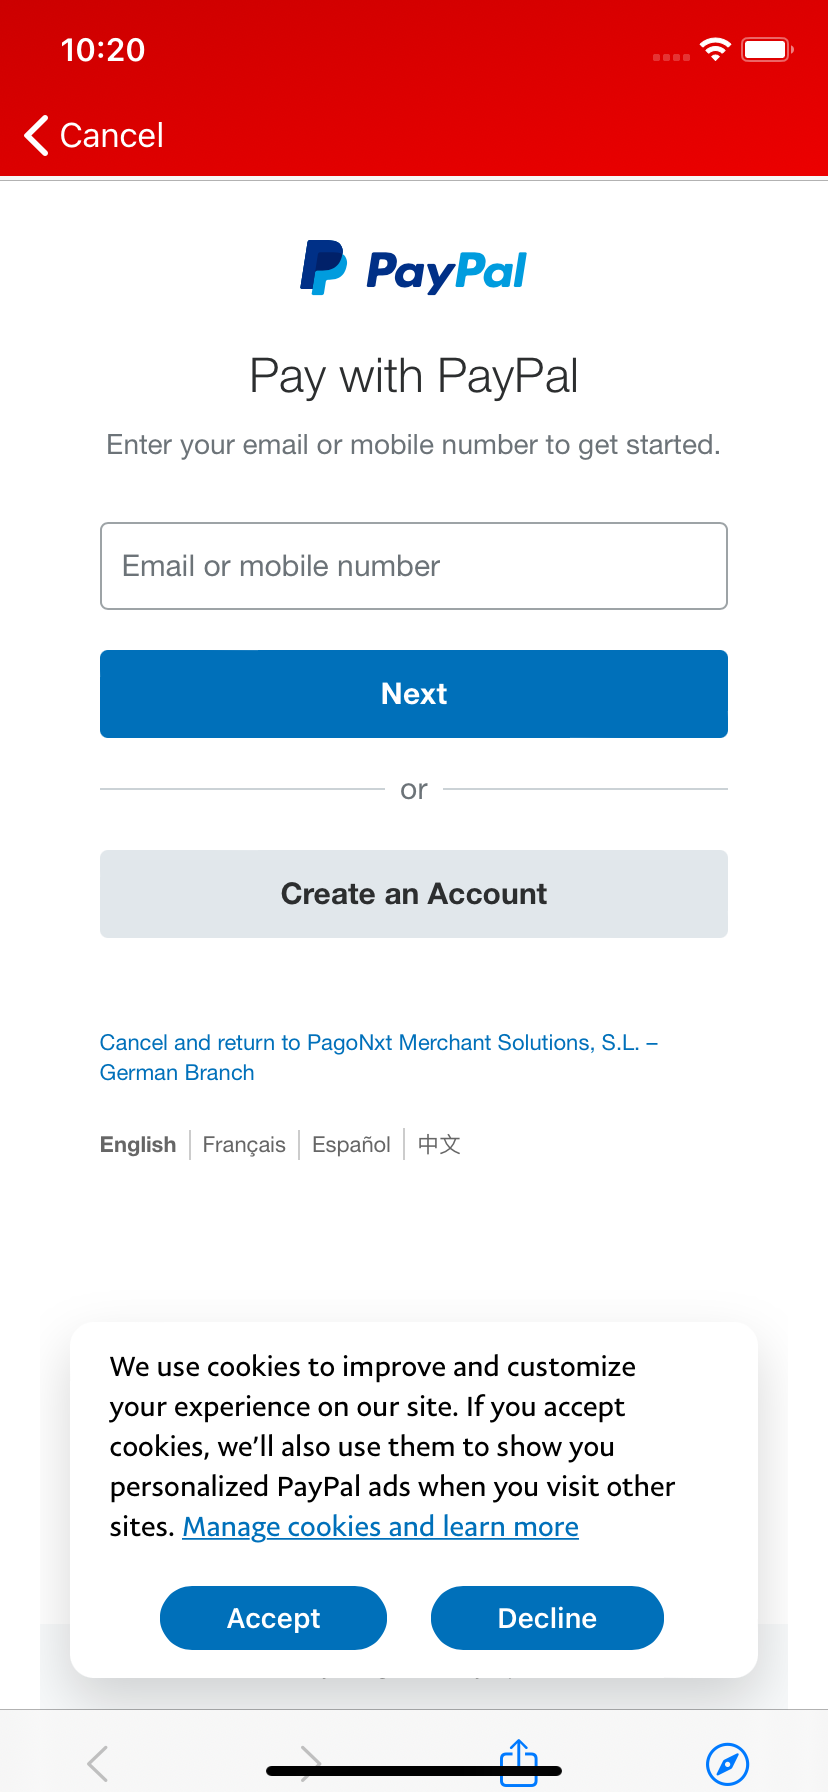 10:20
Cancel
PayPal
Pay with PayPal
Enter your email or mobile number to get started.
Email or mobile number
Next
or
Create an Account
Cancel and return to PagoNxt Merchant Solutions, S.L. –
German Branch
English Français Español 中文
We use cookies to improve and customize
your experience on our site. If you accept
cookies, we’ll also use them to show you
personalized PayPal ads when you visit other
sites. Manage cookies and learn more
Accept Decline